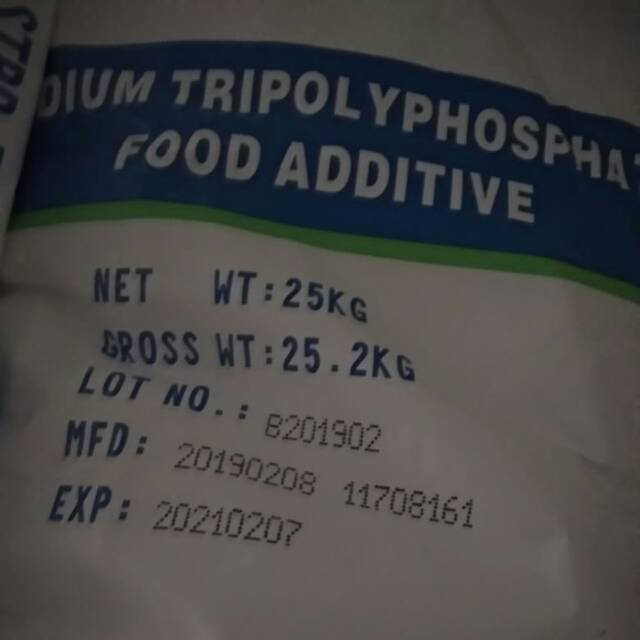 STPP
DIUM TRIPOLYPHOSPHA
FOOD ADDITIVE
NET WT:25KG
GROSS WT:25.2KG
LOT NO.: B201902
MFD: 20190208 11708161
EXP: 20210207